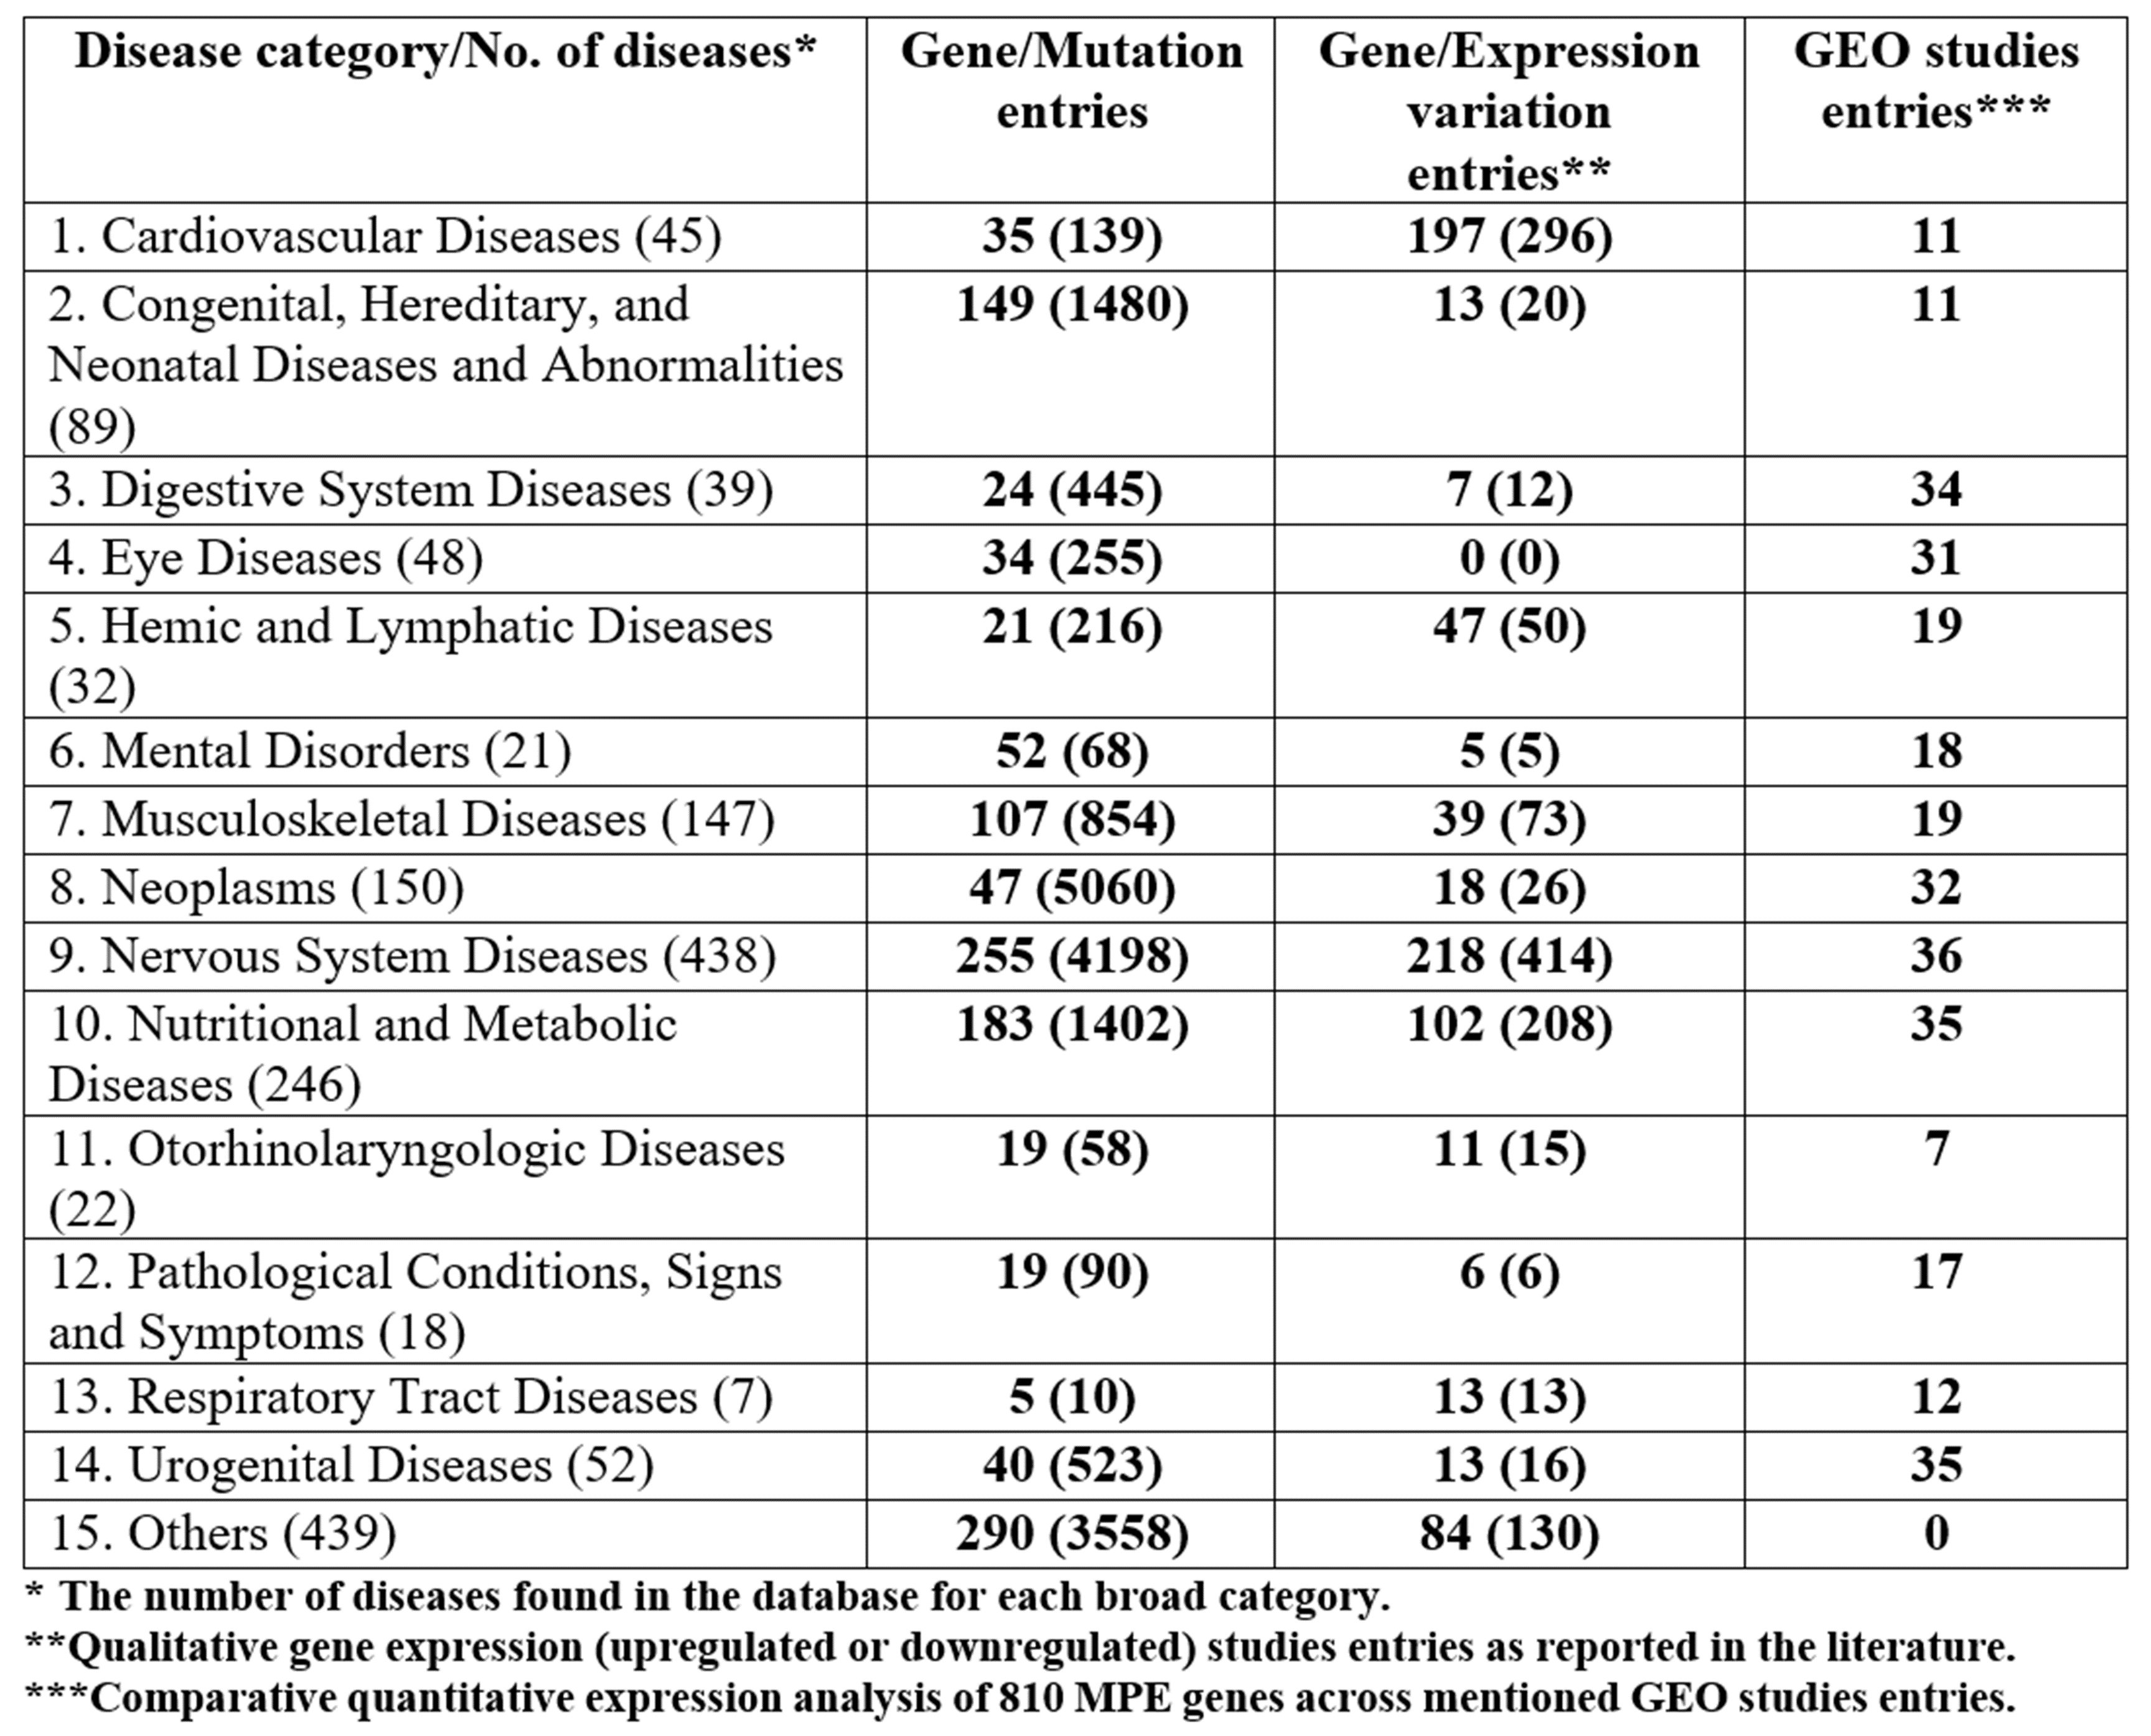 Disease category/No. of diseases* Gene/Mutation Gene/Expression GEO studies
entries variation entries***
entries**
1. Cardiovascular Diseases (45) 35 (139) 197 (296) 11
2. Congenital, Hereditary, and 149 (1480) 13 (20) 11
Neonatal Diseases and Abnormalities
(89)
3. Digestive System Diseases (39) 24 (445) 7 (12) 34
4. Eye Diseases (48) 34 (255) 0 (0) 31
5. Hemic and Lymphatic Diseases 21 (216) 47 (50) 19
(32)
6. Mental Disorders (21) 52 (68) 5 (5) 18
7. Musculoskeletal Diseases (147) 107 (854) 39 (73) 19
8. Neoplasms (150) 47 (5060) 18 (26) 32
9. Nervous System Diseases (438) 255 (4198) 218 (414) 36
10. Nutritional and Metabolic 183 (1402) 102 (208) 35
Diseases (246)
11. Otorhinolaryngologic Diseases 19 (58) 11 (15) 7
(22)
12. Pathological Conditions, Signs 19 (90) 6 (6) 17
and Symptoms (18)
13. Respiratory Tract Diseases (7) 5 (10) 13 (13) 12
14. Urogenital Diseases (52) 40 (523) 13 (16) 35
15. Others (439) 290 (3558) 84 (130) 0
* The number of diseases found in the database for each broad category.
**Qualitative gene expression (upregulated or downregulated) studies entries as reported in the literature.
***Comparative quantitative expression analysis of 810 MPE genes across mentioned GEO studies entries.